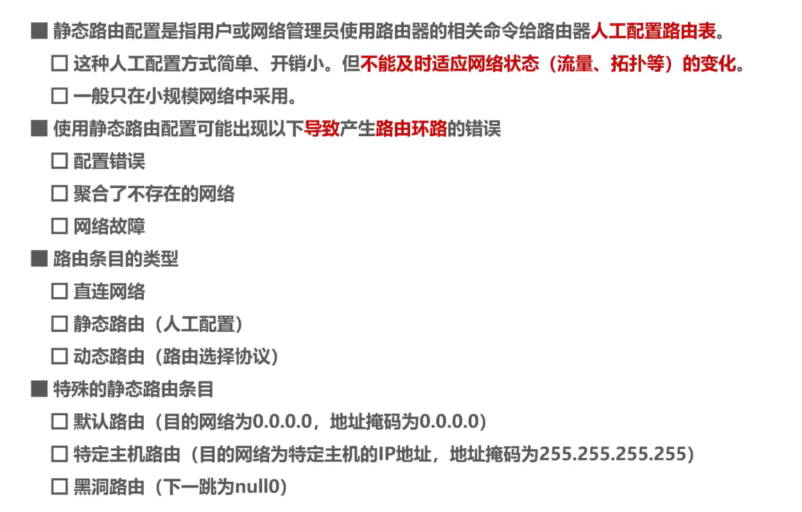 ■ 静态路由配置是指用户或网络管理员使用路由器的相关命令给路由器人工配置路由表。
□ 这种人工配置方式简单、开销小。但不能及时适应网络状态（流量、拓扑等）的变化。
□ 一般只在小规模网络中采用。
■ 使用静态路由配置可能出现以下导致产生路由环路的错误
□ 配置错误
□ 聚合了不存在的网络
□ 网络故障
■ 路由条目的类型
□ 直连网络
□ 静态路由（人工配置）
□ 动态路由（路由选择协议）
■ 特殊的静态路由条目
□ 默认路由（目的网络为0.0.0.0，地址掩码为0.0.0.0）
□ 特定主机路由（目的网络为特定主机的IP地址，地址掩码为255.255.255.255）
□ 黑洞路由（下一跳为null0）